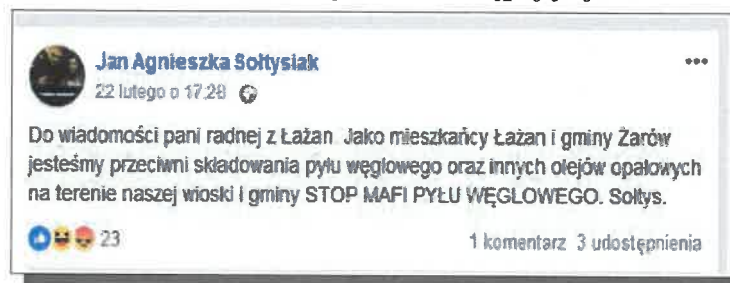 Jan Agnieszka Sołtysiak
22 lutego o 17:28
Do wiadomości pani radnej z Łażan Jako mieszkańcy Łażan i gminy Żarów
jesteśmy przeciwni składowania pyłu węglowego oraz innych olejów opałowych
na terenie naszej wioski i gminy STOP MAFI PYŁU WĘGLOWEGO. Sołtys.
23
1 komentarz 3 udostępnienia